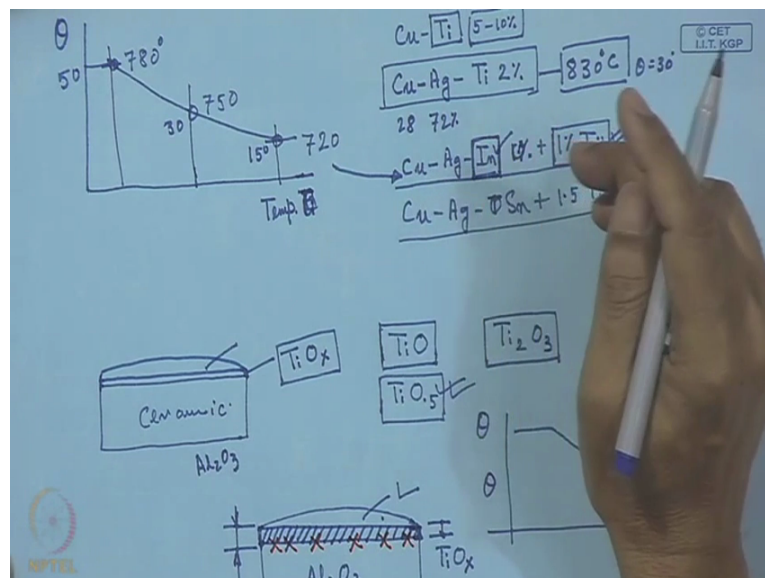 θ
50
780°
30
750
15°
720
Temp.
Cu-Ti 5-10%
Cu-Ag-Ti 2% 830°C θ=30°
28 72%
Cu-Ag-In + 1%
Cu-Ag-Sn + 1.5
© CET
I.I.T. KGP
TiOx
TiO
Ti2O3
TiO.5
Ceramic
Al2O3
θ
θ
L
TiOx
Al2O3
NPTEL